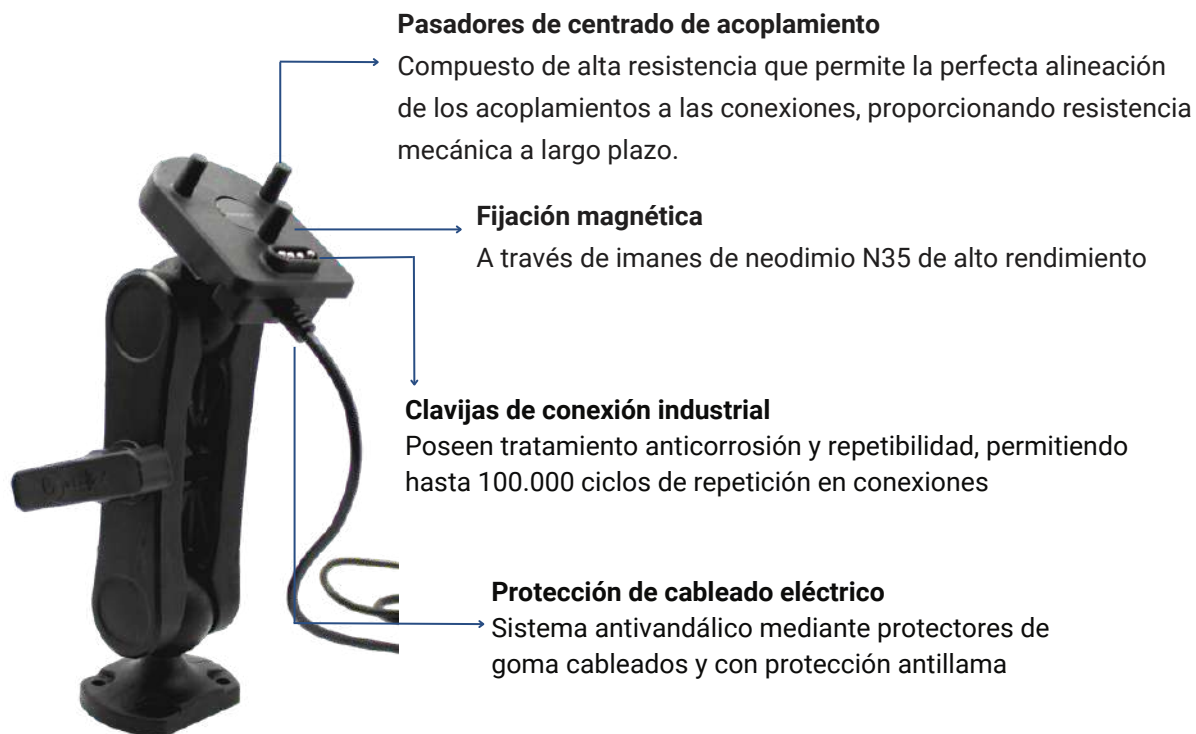 Pasadores de centrado de acoplamiento
Compuesto de alta resistencia que permite la perfecta alineación
de los acoplamientos a las conexiones, proporcionando resistencia
mecánica a largo plazo.
Fijación magnética
A través de imanes de neodimio N35 de alto rendimiento
Clavijas de conexión industrial
Poseen tratamiento anticorrosión y repetibilidad, permitiendo
hasta 100.000 ciclos de repetición en conexiones
Protección de cableado eléctrico
Sistema antivandálico mediante protectores de
goma cableados y con protección antillama